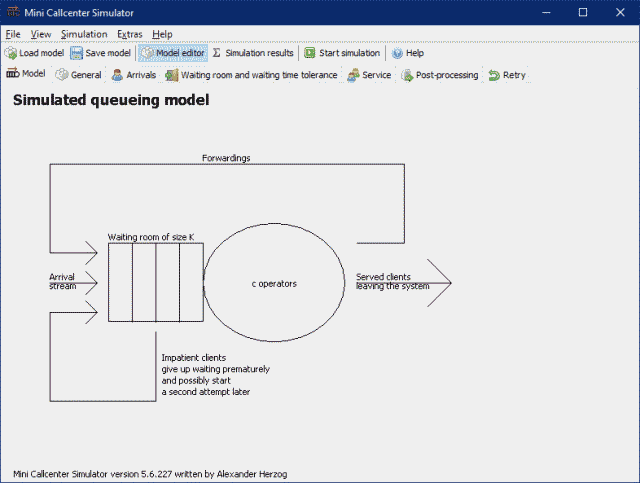 Mini Callcenter Simulator
File View Simulation Extras Help
Load model Save model Model editor Simulation results Start simulation Help
Model General Arrivals Waiting room and waiting time tolerance Service Post-processing Retry
Simulated queueing model
Forwardings
Waiting room of size K
Arrival
stream
c operators
Served clients
leaving the system
Impatient clients
give up waiting prematurely
and possibly start
a second attempt later
Mini Callcenter Simulator version 5.6.227 written by Alexander Herzog